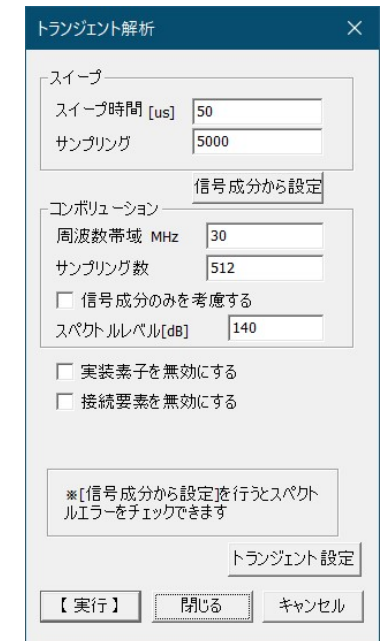 トランジェント解析
スイープ
スイープ時間 [us] 50
サンプリング 5000
信号成分から設定
コンボリューション
周波数帯域 MHz 30
サンプリング数 512
信号成分のみを考慮する
スペクトルレベル[dB] 140
実装素子を無効にする
接続要素を無効にする
※[信号成分から設定]を行うとスペクト
ルエラーをチェックできます
トランジェント設定
【 実行 】 閉じる キャンセル